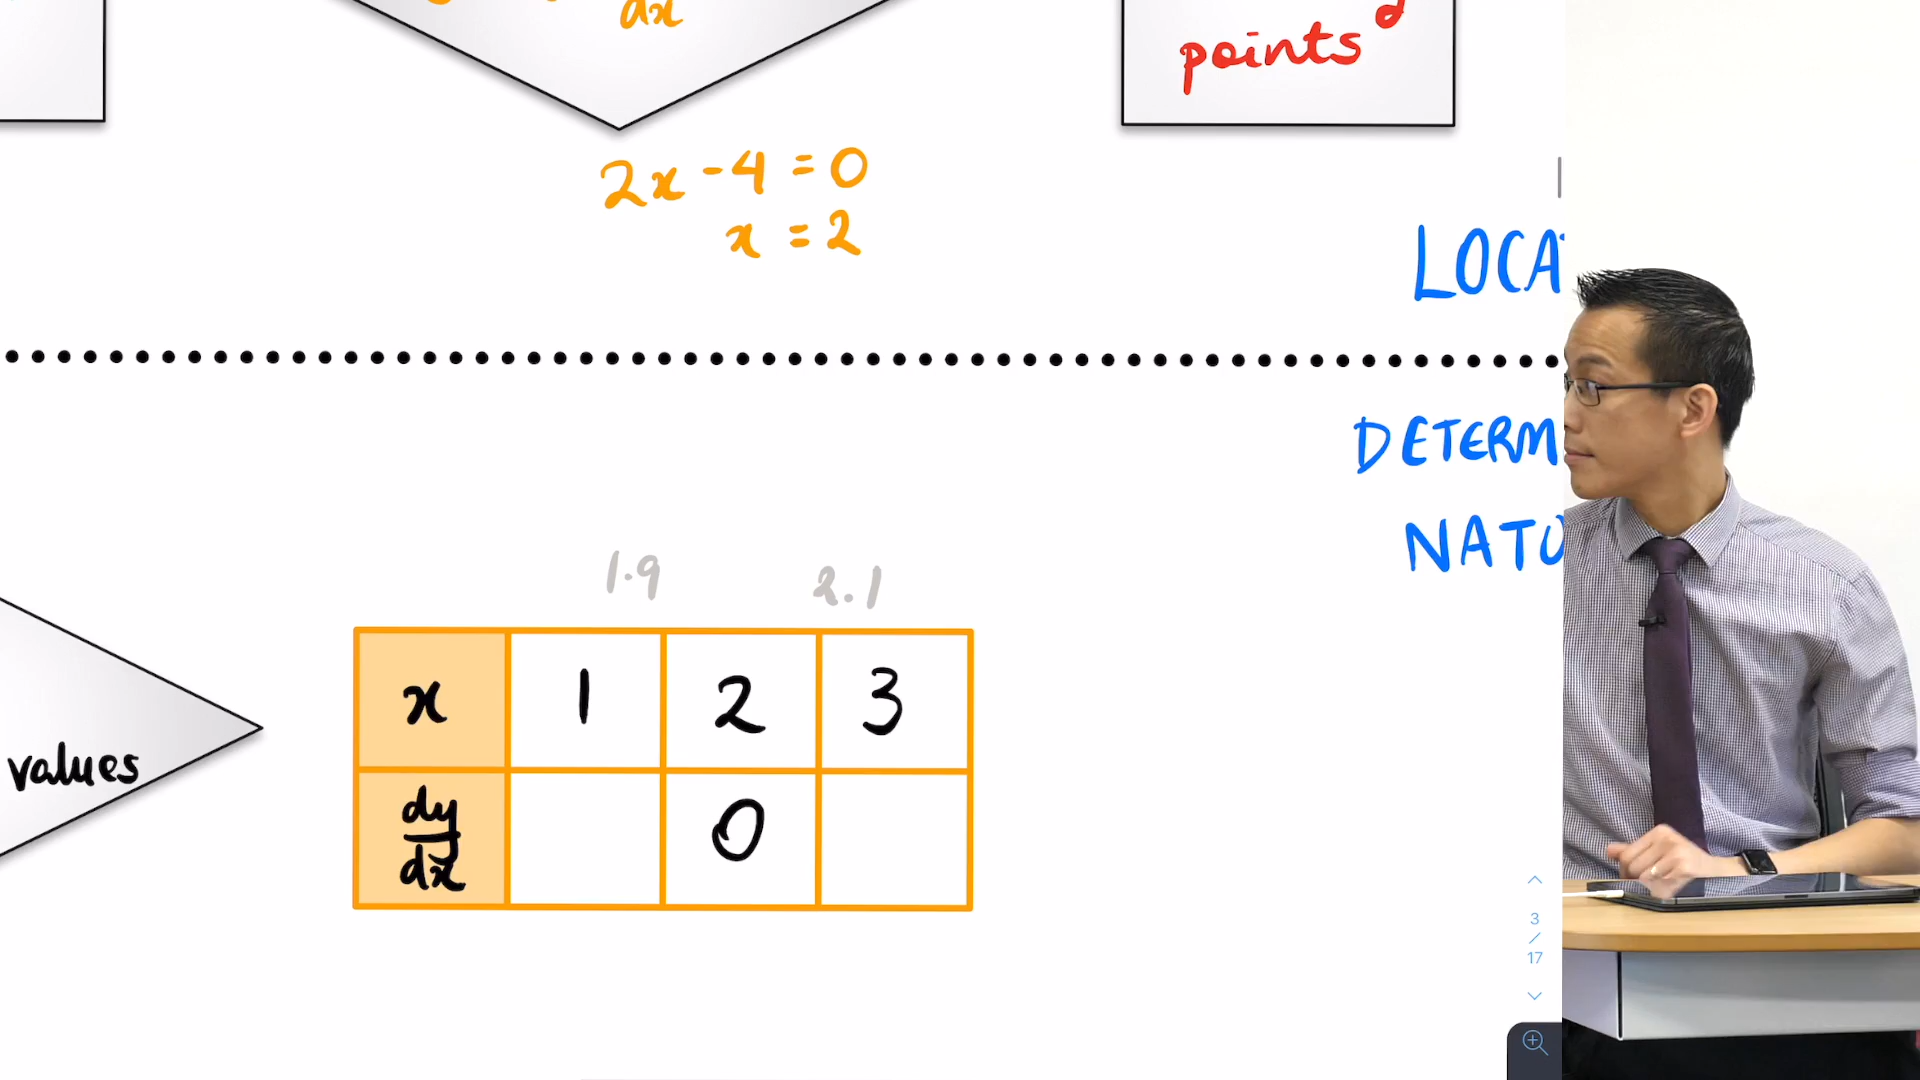 dx
points
2x - 4 = 0
x = 2
LOCA
DETERM
NATU
1.9 2.1
values
x 1 2 3
dy/dx 0
3
/
17